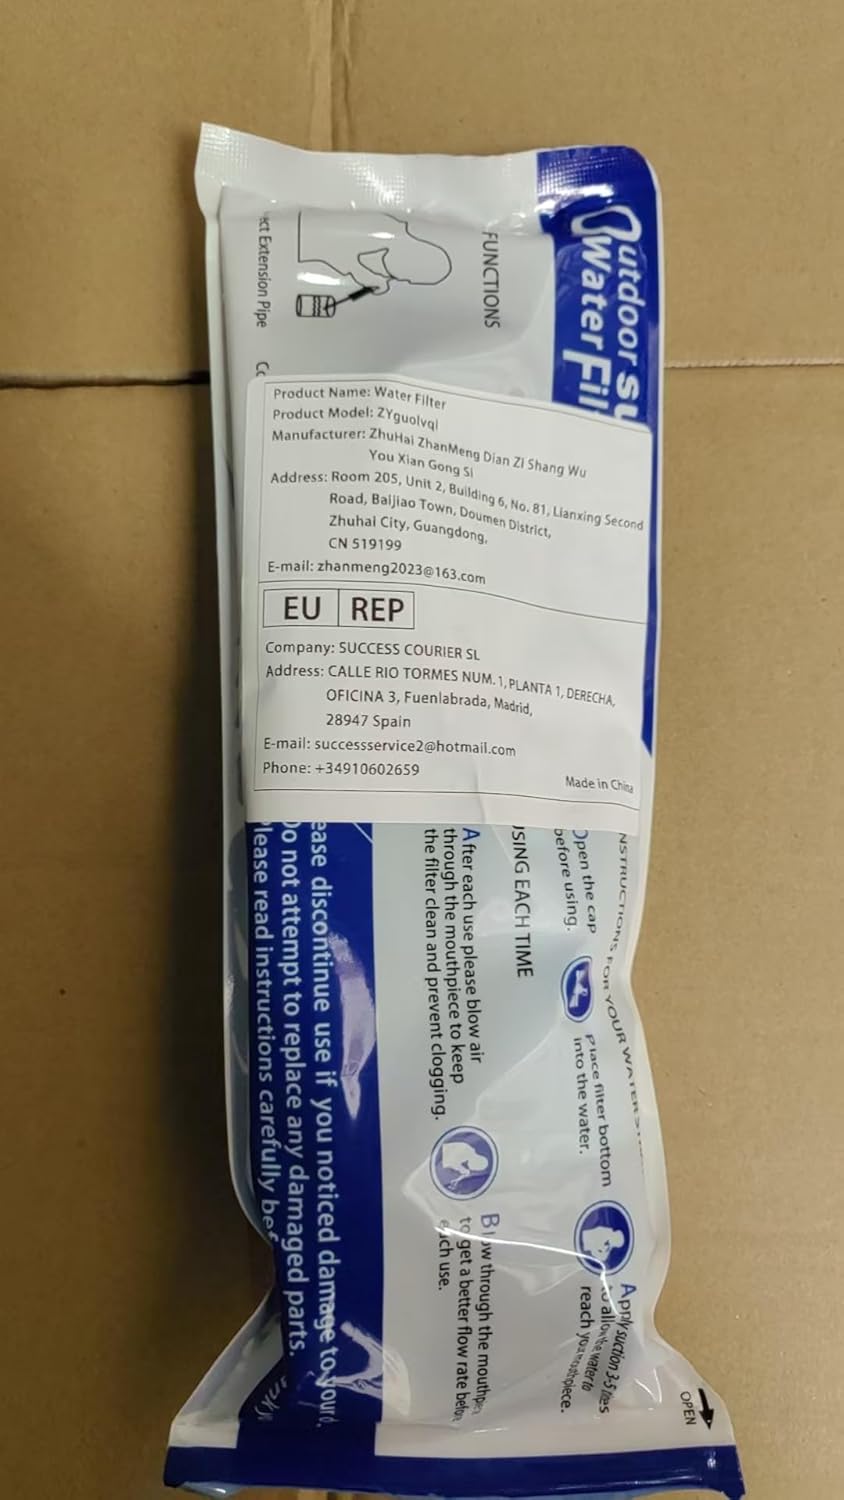 Outdoor
Water
FUNCTIONS
Extension Pipe
Product Name: Water Filter
Product Model: ZYguolvqi
Manufacturer: ZhuHai ZhanMeng Dian Zi Shang Wu
You Xian Gong Si
Address: Room 205, Unit 2, Building 6, No. 81, Lianxing Second
Road, Baijiao Town, Doumen District,
Zhuhai City, Guangdong,
CN 519199
E-mail: zhanmeng2023@163.com
EU REP
Company: SUCCESS COURIER SL
Address: CALLE RIO TORMES NUM. 1, PLANTA 1, DERECHA,
OFICINA 3, Fuenlabrada, Madrid,
28947 Spain
E-mail: successservice2@hotmail.com
Phone: +34910602659
Made in China
NSTRUCTIONS FOR YOUR WATER
Open the cap
before using.
Place filter bottom
into the water.
Apply suction 3-5 times
to allow the water to
reach your mouthpiece.
USING EACH TIME
After each use please blow air
through the mouthpiece to keep
the filter clean and prevent clogging.
Blow through the mouthpiec
to get a better flow rate before
each use.
ease discontinue use if you noticed damage to your
Do not attempt to replace any damaged parts.
lease read instructions carefully bef
OPEN